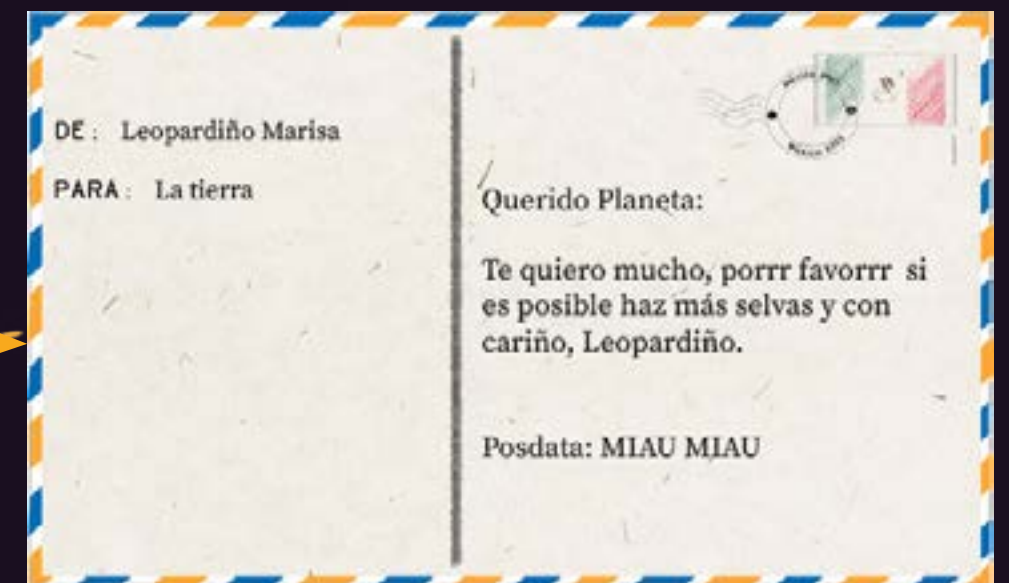 DE: Leopardiño Marisa
PARA: La tierra
Querido Planeta:
Te quiero mucho, porrr favorrr si
es posible haz más selvas y con
cariño, Leopardiño.
Posdata: MIAU MIAU